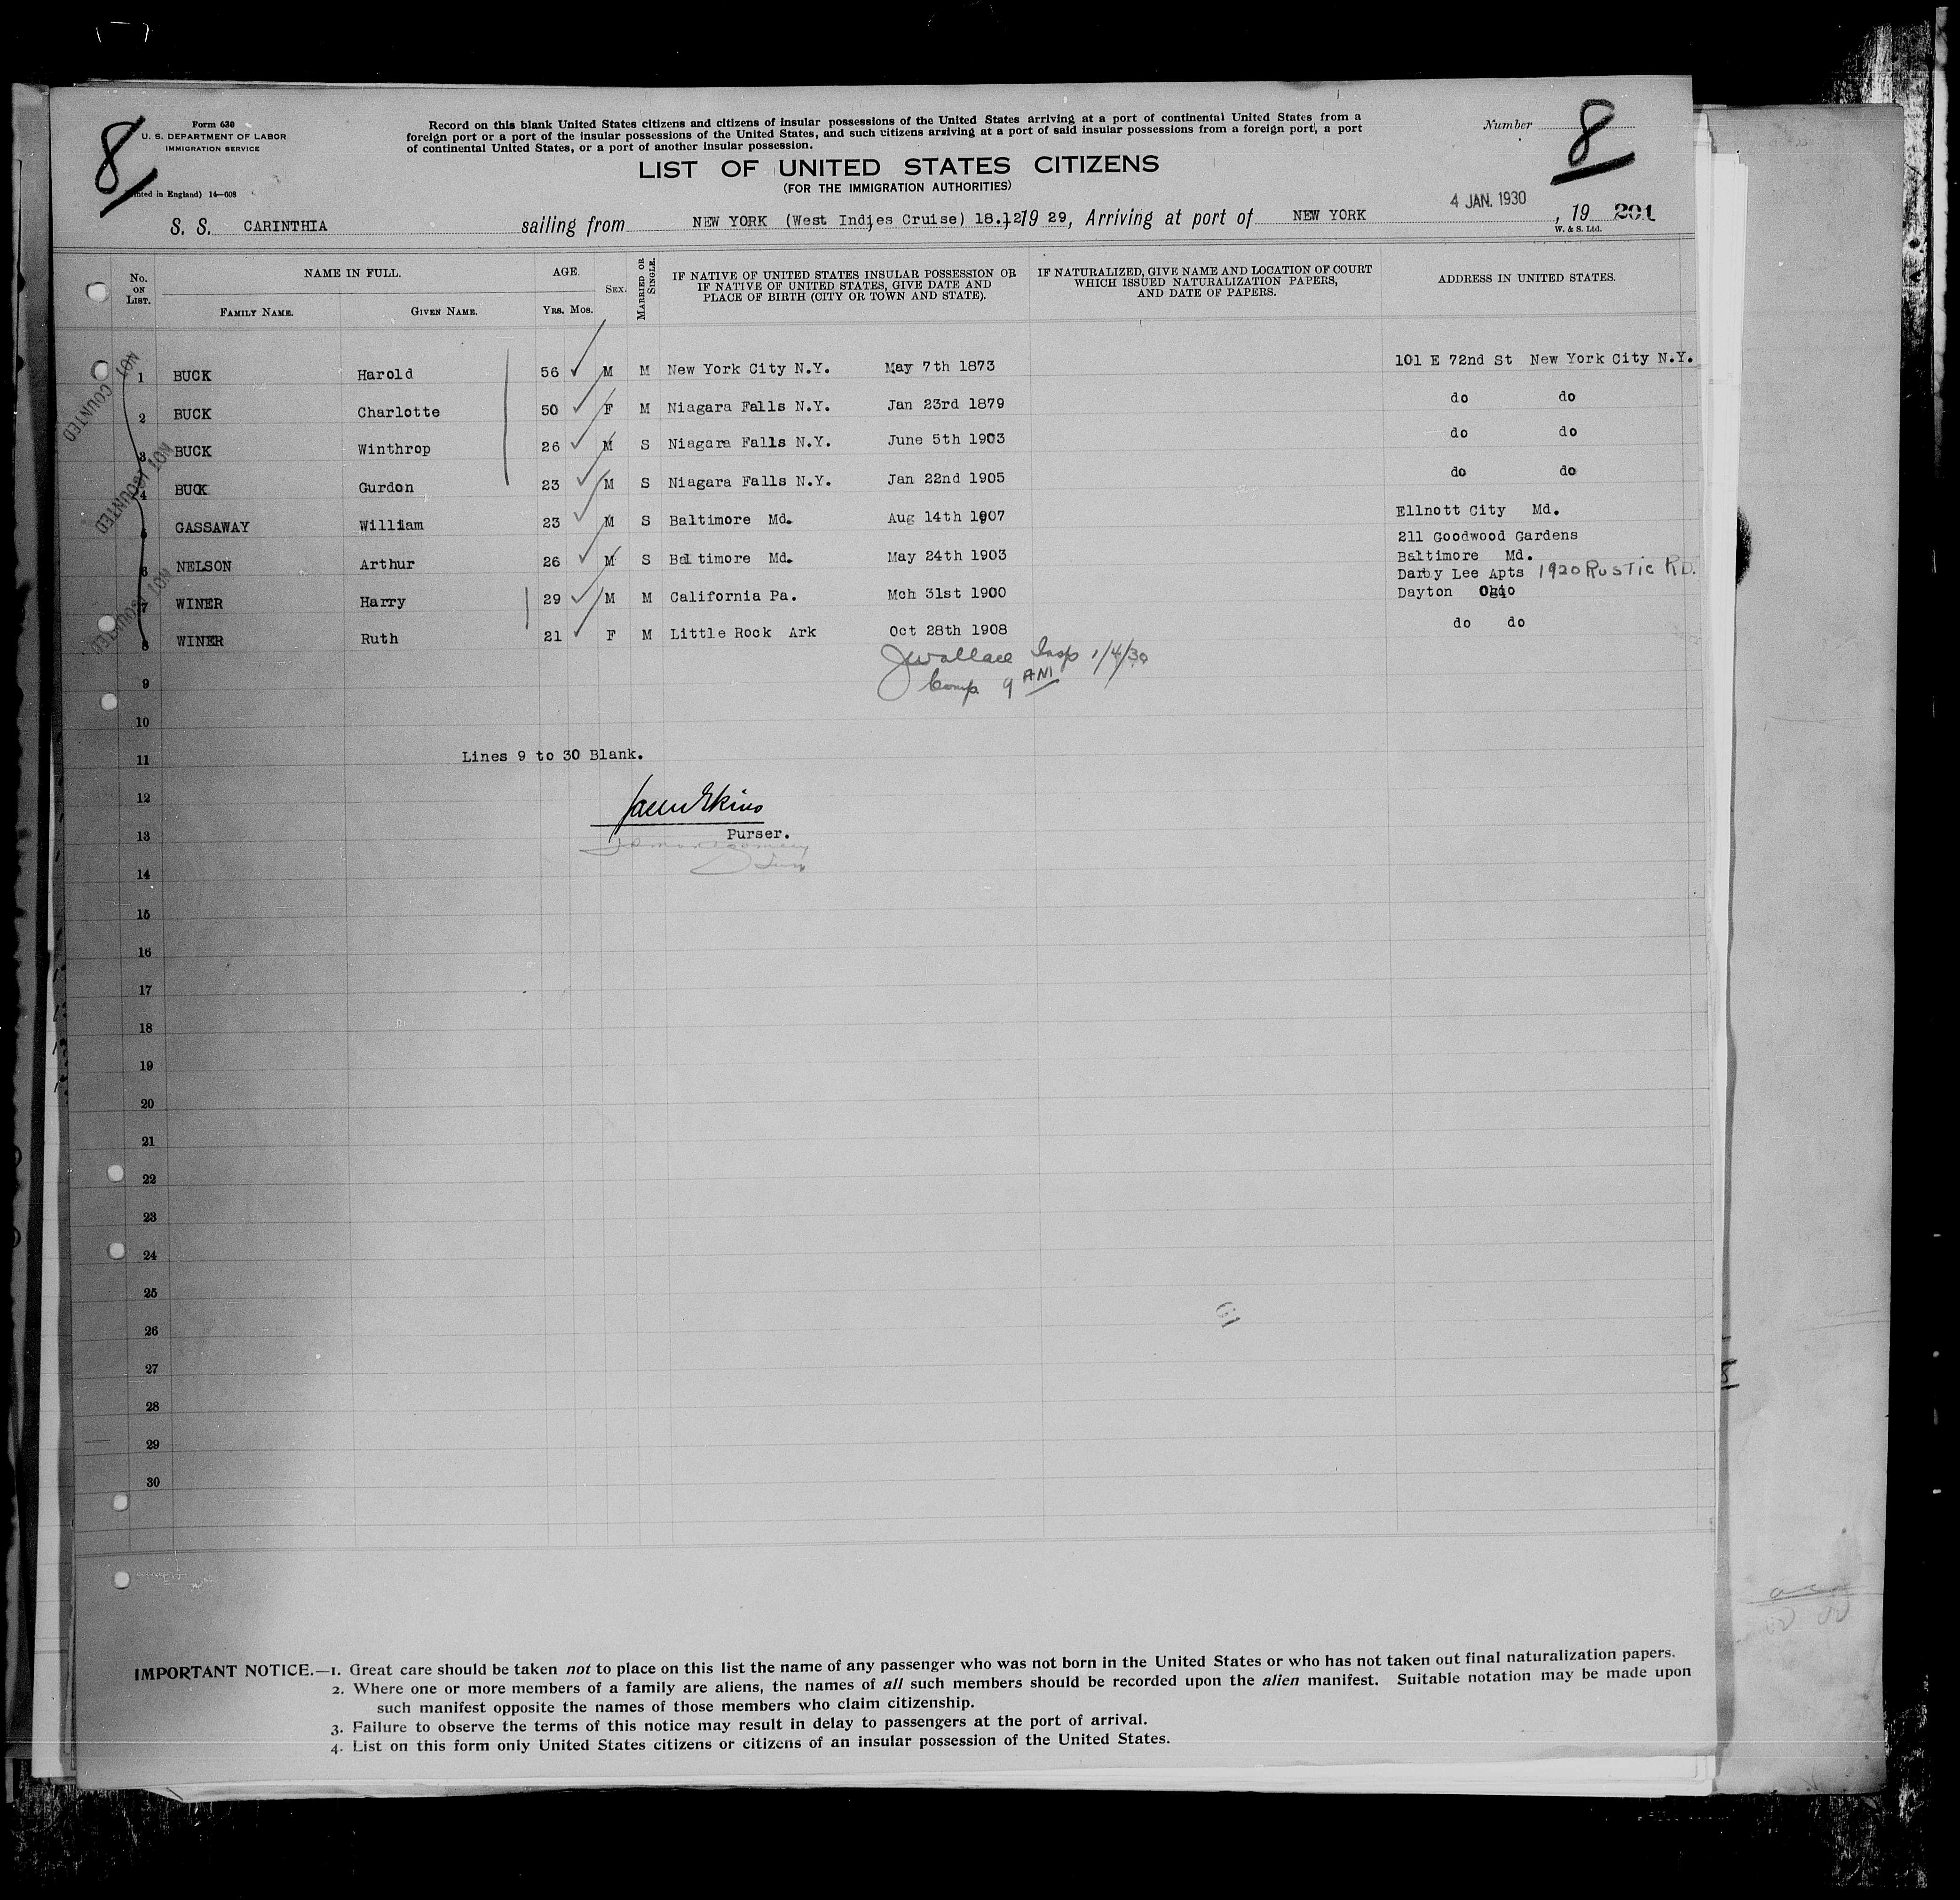 Form 630
U. S. DEPARTMENT OF LABOR
IMMIGRATION SERVICE
8
Record on this blank United States citizens and citizens of insular possessions of the United States arriving at a port of continental United States from a
foreign port or a port of the insular possessions of the United States, and such citizens arriving at a port of said insular possessions from a foreign port, a port
of continental United States, or a port of another insular possession.
Number 8
LIST OF UNITED STATES CITIZENS
(FOR THE IMMIGRATION AUTHORITIES)
in England) 14—608
S. S. CARINTHIA sailing from NEW YORK (West Indies Cruise) 18.12 19 29, Arriving at port of NEW YORK 4 JAN. 1930, 19 201
W. & S. Ltd.
No. ON LIST. NAME IN FULL. AGE. SEX. MARRIED OR SINGLE. IF NATIVE OF UNITED STATES INSULAR POSSESSION OR IF NATIVE OF UNITED STATES, GIVE DATE AND PLACE OF BIRTH (CITY OR TOWN AND STATE). IF NATURALIZED, GIVE NAME AND LOCATION OF COURT WHICH ISSUED NATURALIZATION PAPERS, AND DATE OF PAPERS. ADDRESS IN UNITED STATES.
FAMILY NAME. GIVEN NAME. YRS. MOS.
NOT COUNTED
NOT COUNTED
NOT COUNTED
1 BUCK Harold 56 M M New York City N.Y. May 7th 1873 101 E 72nd St New York City N.Y.
2 BUCK Charlotte 50 F M Niagara Falls N.Y. Jan 23rd 1879 do do
3 BUCK Winthrop 26 M S Niagara Falls N.Y. June 5th 1903 do do
4 BUCK Gurdon 23 M S Niagara Falls N.Y. Jan 22nd 1905 do do
5 GASSAWAY William 23 M S Baltimore Md. Aug 14th 1907 Ellnott City Md.
211 Goodwood Gardens
6 NELSON Arthur 26 M S Baltimore Md. May 24th 1903 Baltimore Md.
Darby Lee Apts 1920 RUSTIC RD.
7 WINER Harry 29 M M California Pa. Mch 31st 1900 Dayton Ohio
8 WINER Ruth 21 F M Little Rock Ark Oct 28th 1908 do do
JWallace Insp 1/4/30
Comp 9 AM
9
10
11 Lines 9 to 30 Blank.
12
13 Purser.
14
15
16
17
18
19
20
21
22
23
24
25
26
27
28
29
30
IMPORTANT NOTICE.—1. Great care should be taken not to place on this list the name of any passenger who was not born in the United States or who has not taken out final naturalization papers.
2. Where one or more members of a family are aliens, the names of all such members should be recorded upon the alien manifest. Suitable notation may be made upon
such manifest opposite the names of those members who claim citizenship.
3. Failure to observe the terms of this notice may result in delay to passengers at the port of arrival.
4. List on this form only United States citizens or citizens of an insular possession of the United States.